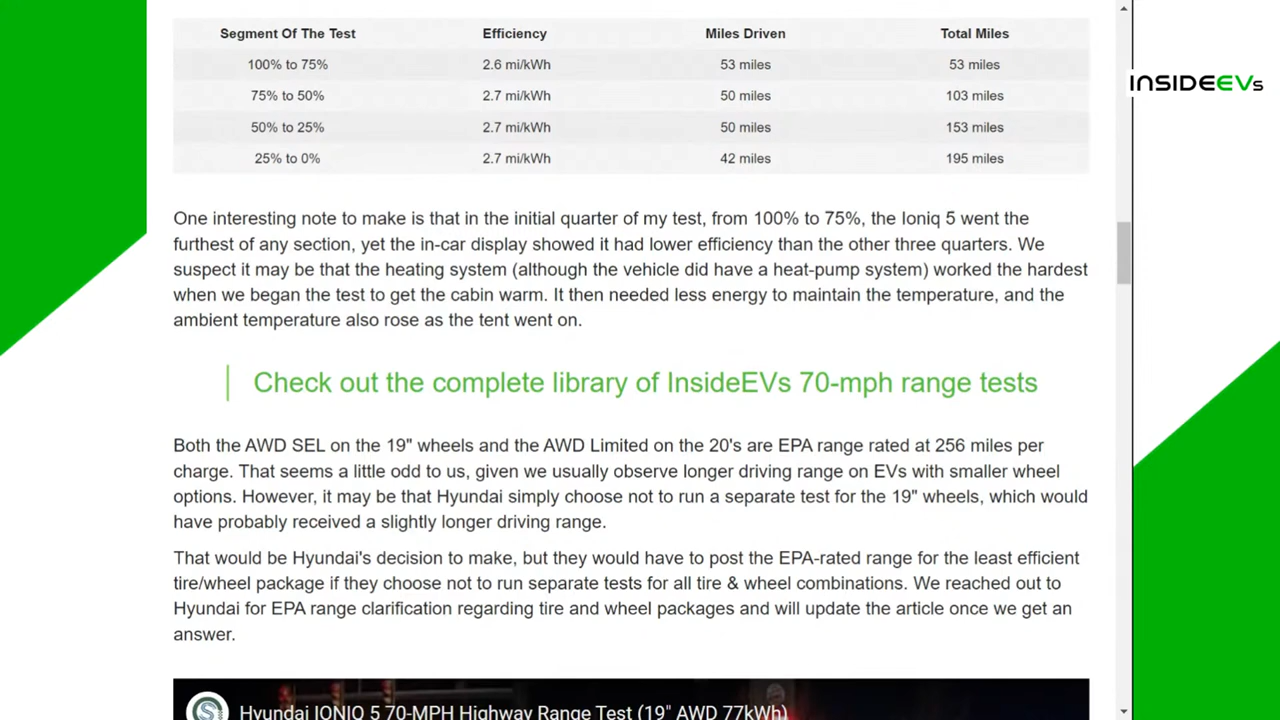 Segment Of The Test Efficiency Miles Driven Total Miles
100% to 75% 2.6 mi/kWh 53 miles 53 miles
75% to 50% 2.7 mi/kWh 50 miles 103 miles
50% to 25% 2.7 mi/kWh 50 miles 153 miles
25% to 0% 2.7 mi/kWh 42 miles 195 miles
INSIDEEVs
One interesting note to make is that in the initial quarter of my test, from 100% to 75%, the Ioniq 5 went the
furthest of any section, yet the in-car display showed it had lower efficiency than the other three quarters. We
suspect it may be that the heating system (although the vehicle did have a heat-pump system) worked the hardest
when we began the test to get the cabin warm. It then needed less energy to maintain the temperature, and the
ambient temperature also rose as the tent went on.
Check out the complete library of InsideEVs 70-mph range tests
Both the AWD SEL on the 19" wheels and the AWD Limited on the 20's are EPA range rated at 256 miles per
charge. That seems a little odd to us, given we usually observe longer driving range on EVs with smaller wheel
options. However, it may be that Hyundai simply choose not to run a separate test for the 19" wheels, which would
have probably received a slightly longer driving range.
That would be Hyundai's decision to make, but they would have to post the EPA-rated range for the least efficient
tire/wheel package if they choose not to run separate tests for all tire & wheel combinations. We reached out to
Hyundai for EPA range clarification regarding tire and wheel packages and will update the article once we get an
answer.
Hyundai IONIQ 5 70-MPH Highway Range Test (19" AWD 77kWh)